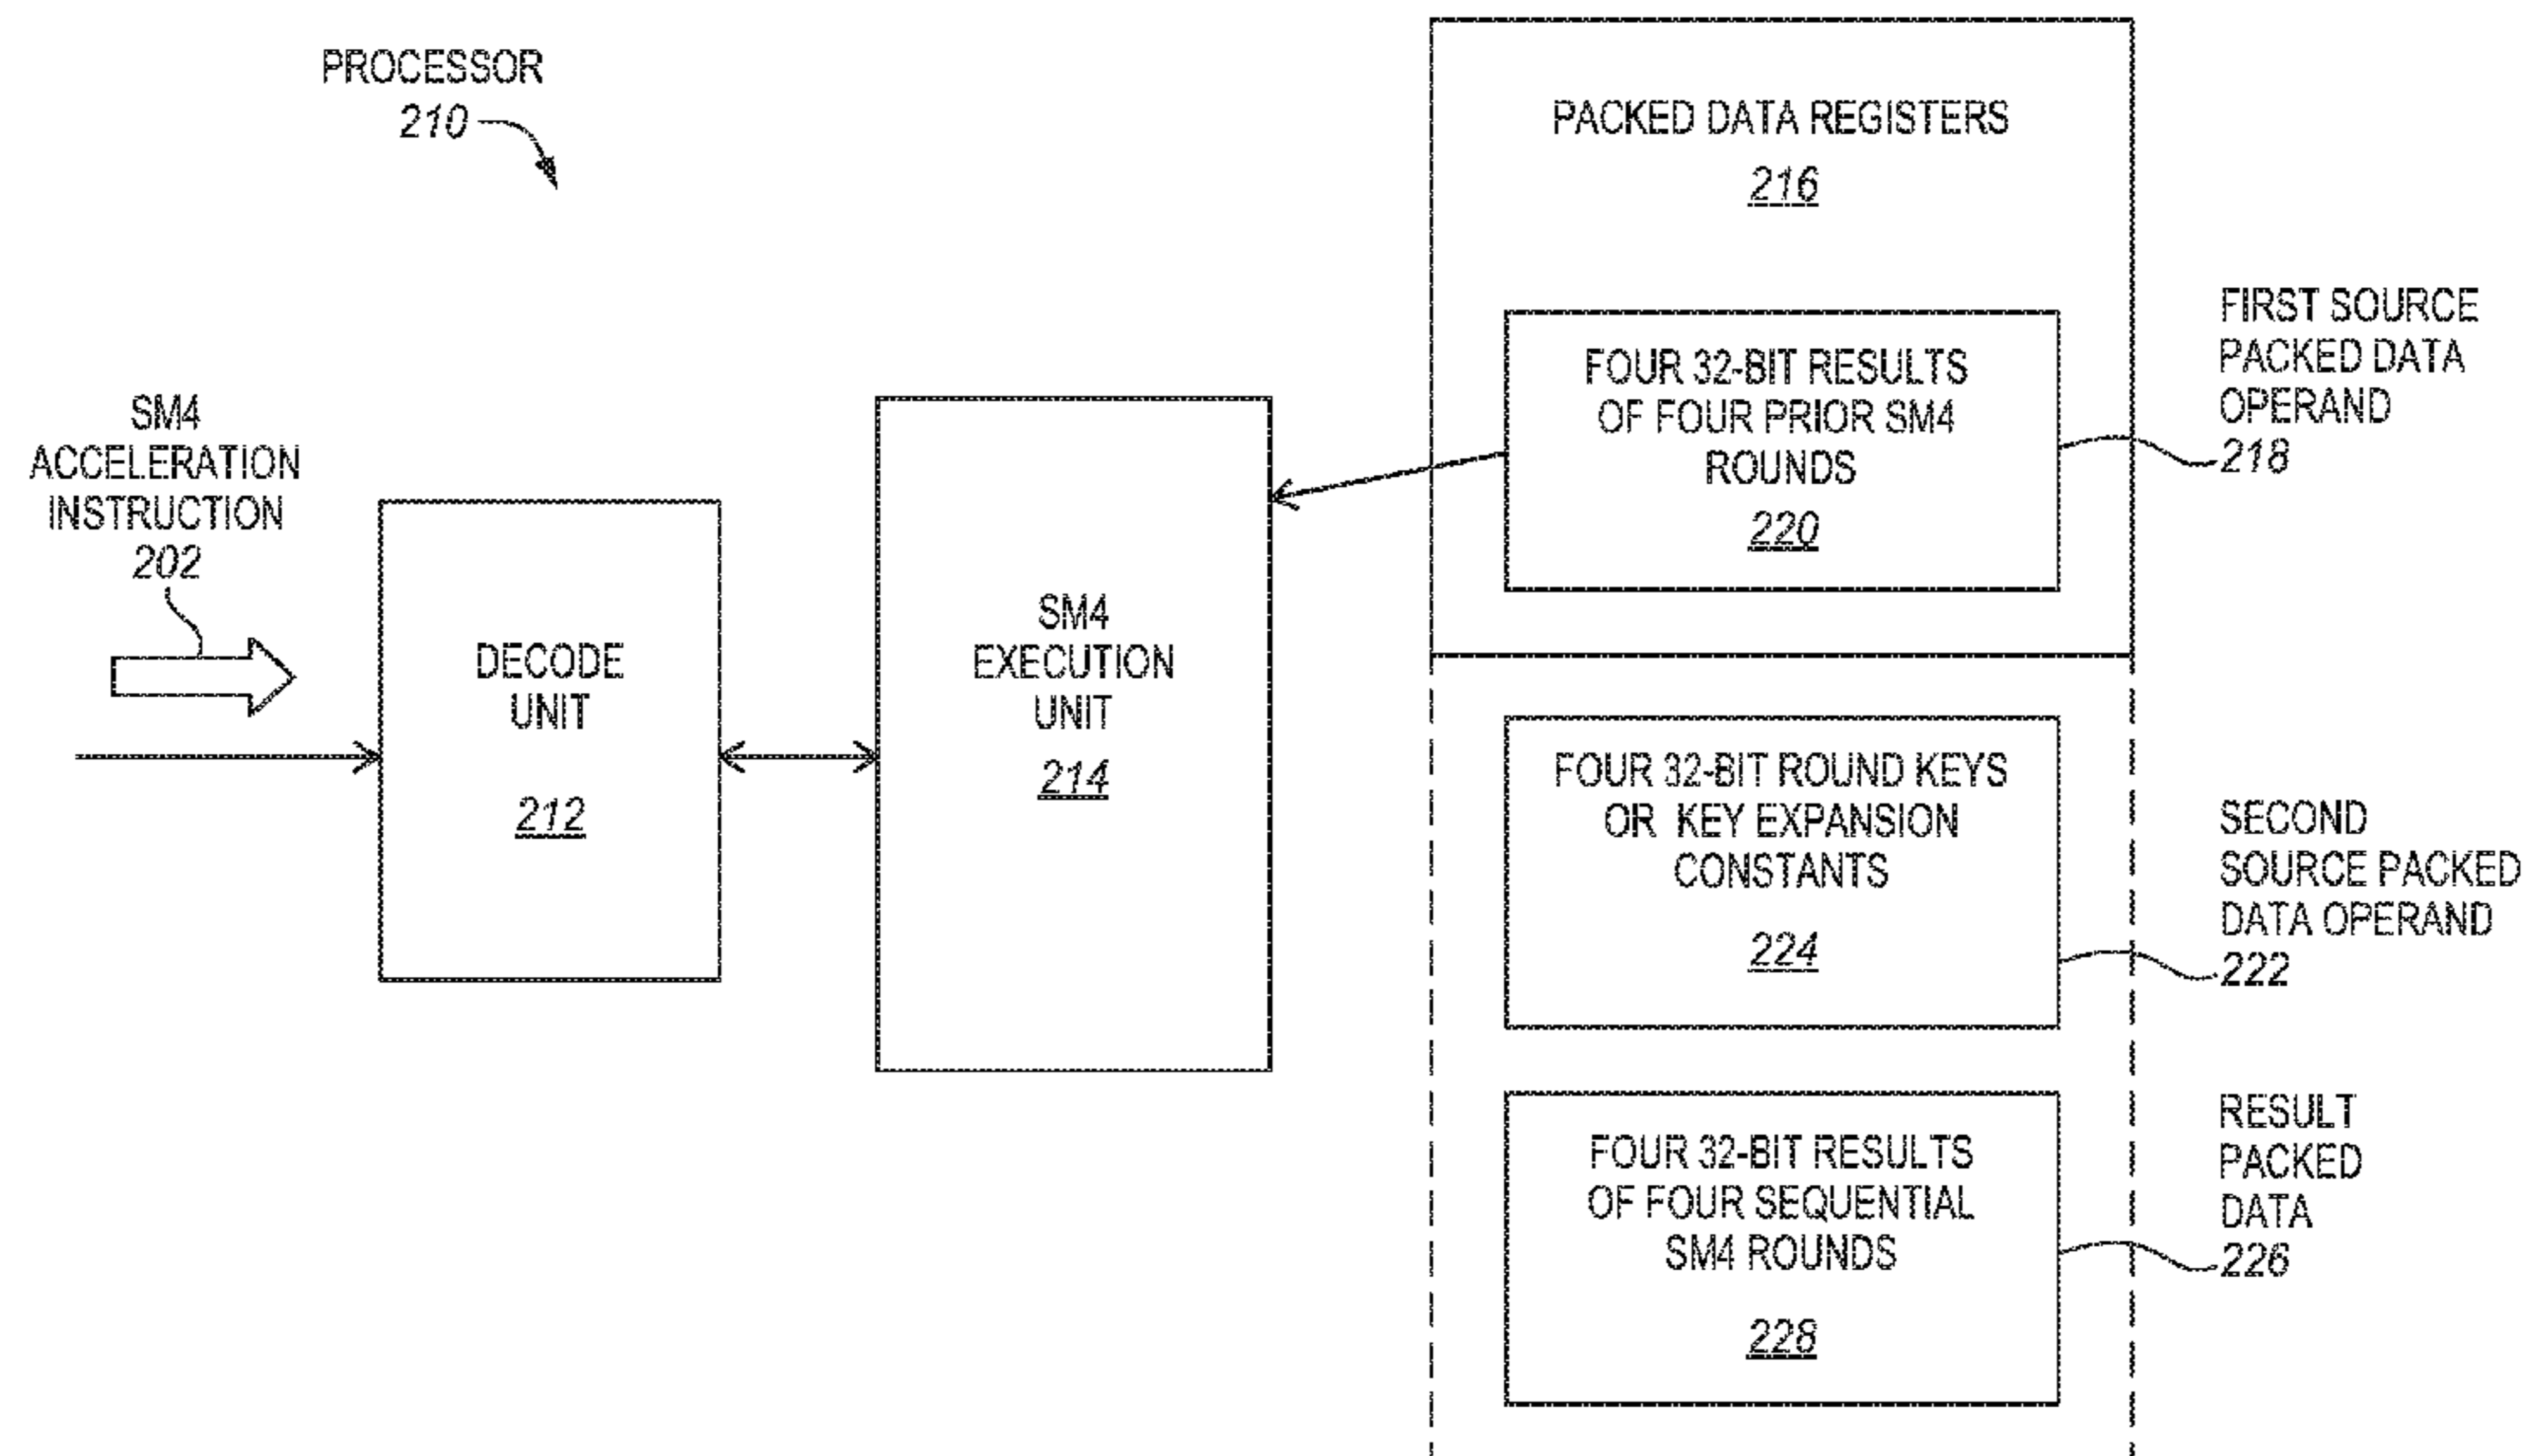 PROCESSOR
210
SM4
ACCELERATION
INSTRUCTION
202
DECODE
UNIT
212
SM4
EXECUTION
UNIT
214
PACKED DATA REGISTERS
216
FOUR 32-BIT RESULTS
OF FOUR PRIOR SM4
ROUNDS
220
FIRST SOURCE
PACKED DATA
OPERAND
218
FOUR 32-BIT ROUND KEYS
OR KEY EXPANSION
CONSTANTS
224
SECOND
SOURCE PACKED
DATA OPERAND
222
FOUR 32-BIT RESULTS
OF FOUR SEQUENTIAL
SM4 ROUNDS
228
RESULT
PACKED
DATA
226